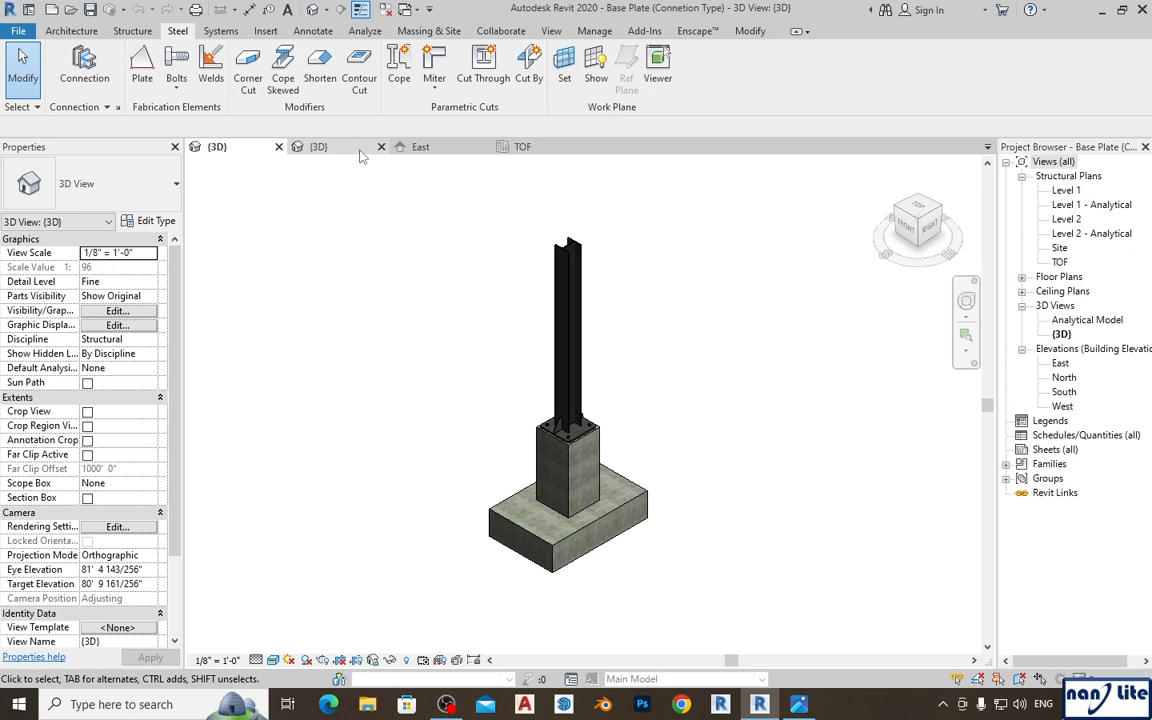 Autodesk Revit 2020 - Base Plate (Connetion Type) - 3D View: {3D}
Sign In
File Architecture Structure Steel Systems Insert Annotate Analyze Massing & Site Collaborate View Manage Add-Ins Enscape™ Modify
Modify Connection Plate Bolts Welds Corner Cut Cope Skewed Shorten Contour Cut Cope Miter Cut Through Cut By Set Show Ref Plane Viewer
Select Connection Fabrication Elements Modifiers Parametric Cuts Work Plane
Properties
{3D} {3D} East TOF
Project Browser - Base Plate (C...
3D View
3D View: {3D} Edit Type
Graphics
View Scale 1/8" = 1'-0"
Scale Value 1: 96
Detail Level Fine
Parts Visibility Show Original
Visibility/Grap... Edit...
Graphic Displa... Edit...
Discipline Structural
Show Hidden L... By Discipline
Default Analysi... None
Sun Path
Extents
Crop View
Crop Region Vi...
Annotation Crop
Far Clip Active
Far Clip Offset 1000' 0"
Scope Box None
Section Box
Camera
Rendering Setti... Edit...
Locked Orienta...
Projection Mode Orthographic
Eye Elevation 81' 4 143/256"
Target Elevation 80' 9 161/256"
Camera Position Adjusting
Identity Data
View Template <None>
View Name {3D}
Properties help Apply
TOP
FRONT RIGHT
Views (all)
Structural Plans
Level 1
Level 1 - Analytical
Level 2
Level 2 - Analytical
Site
TOF
Floor Plans
Ceiling Plans
3D Views
Analytical Model
{3D}
Elevations (Building Elevatio
East
North
South
West
Legends
Schedules/Quantities (all)
Sheets (all)
Families
Groups
Revit Links
1/8" = 1'-0"
Click to select, TAB for alternates, CTRL adds, SHIFT unselects.
:0
Main Model
Type here to search
ENG
nanolite